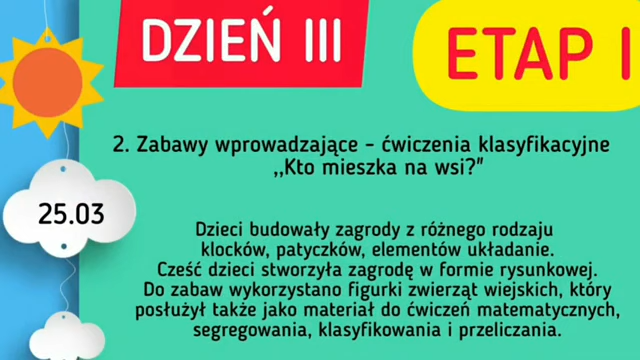 DZIEŃ III
ETAP I
2. Zabawy wprowadzające - ćwiczenia klasyfikacyjne
,,Kto mieszka na wsi?"
25.03
Dzieci budowały zagrody z różnego rodzaju
klocków, patyczków, elementów układanie.
Cześć dzieci stworzyła zagrodę w formie rysunkowej.
Do zabaw wykorzystano figurki zwierząt wiejskich, który
posłużył także jako materiał do ćwiczeń matematycznych,
segregowania, klasyfikowania i przeliczania.